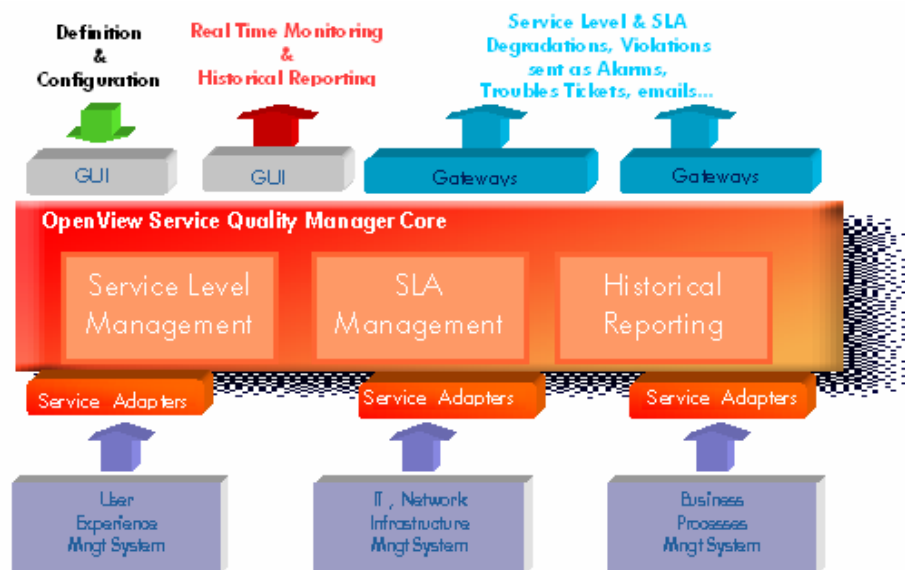 Definition
&
Configuration
Real Time Monitoring
&
Historical Reporting
Service Level & SLA
Degradations, Violations
sent as Alarms,
Troubles Tickets, emails...
GUI
GUI
Gateways
Gateways
OpenView Service Quality Manager Core
Service Level
Management
SLA
Management
Historical
Reporting
Service Adapters
Service Adapters
Service Adapters
User
Experience
Mngt System
IT, Network
Infrastructure
Mngt System
Business
Processes
Mngt System